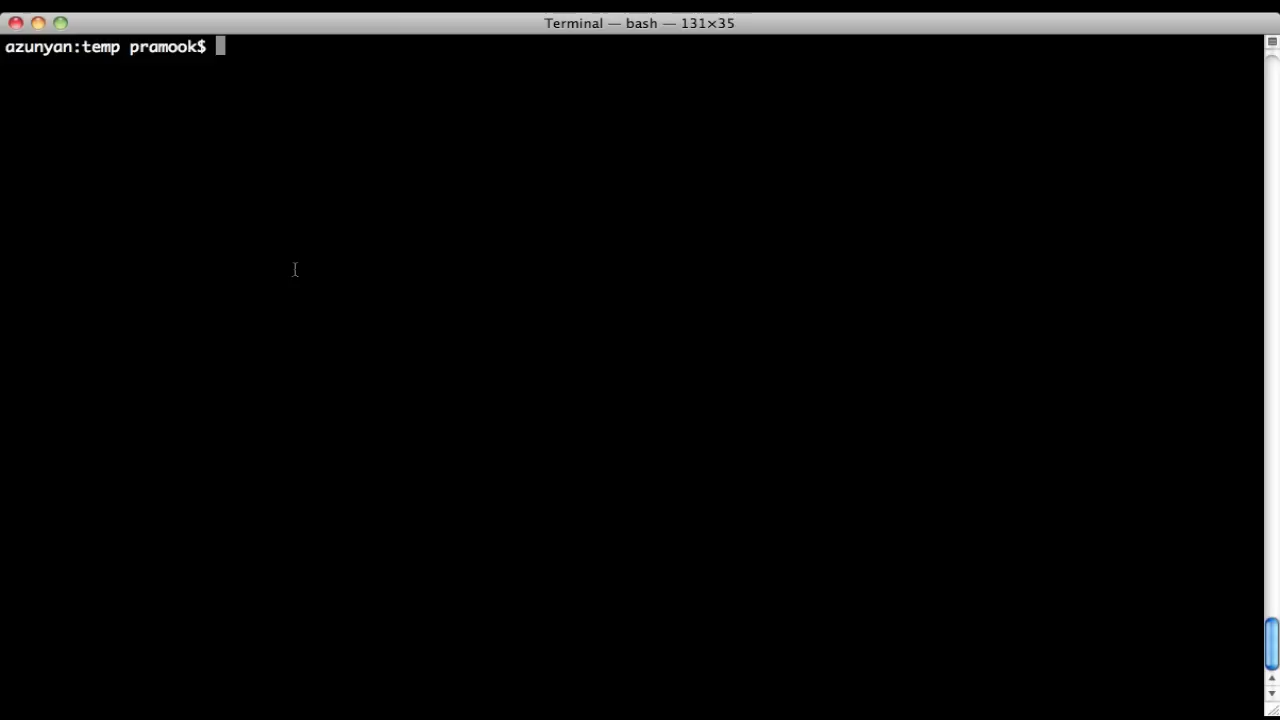 Terminal — bash — 131×35
azunyan:temp pramook$